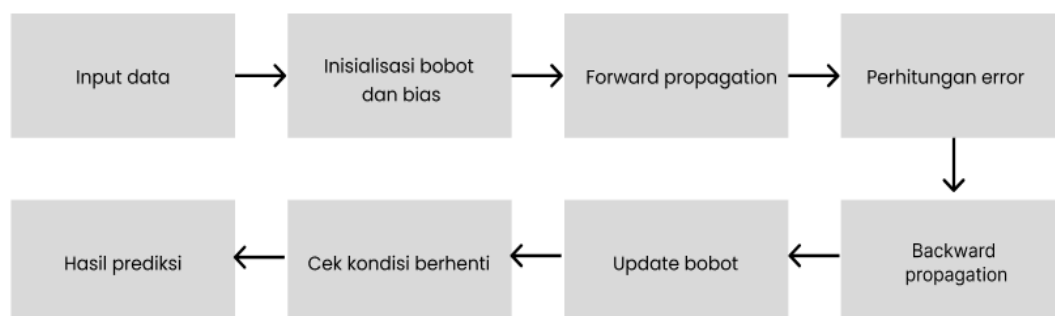 Input data
Inisialisasi bobot
dan bias
Forward propagation
Perhitungan error
Backward
propagation
Update bobot
Cek kondisi berhenti
Hasil prediksi